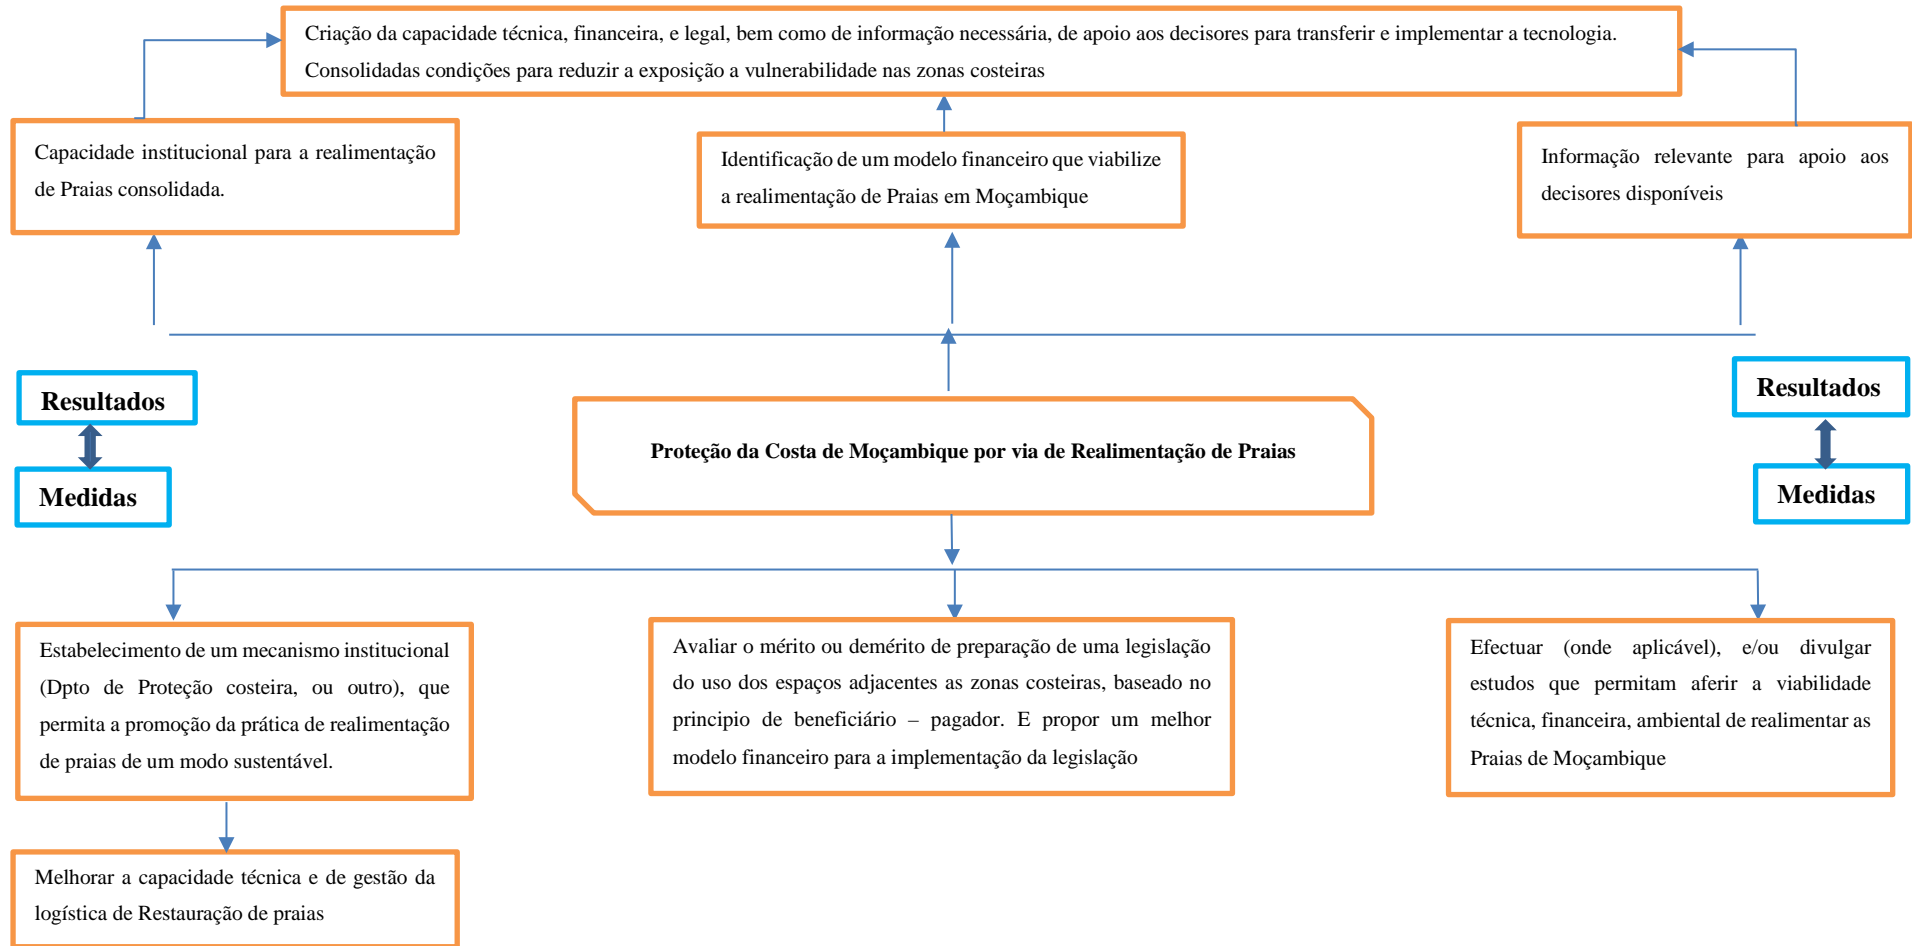 Criação da capacidade técnica, financeira, e legal, bem como de informação necessária, de apoio aos decisores para transferir e implementar a tecnologia.
Consolidadas condições para reduzir a exposição a vulnerabilidade nas zonas costeiras
Capacidade institucional para a realimentação
de Praias consolidada.
Identificação de um modelo financeiro que viabilize
a realimentação de Praias em Moçambique
Informação relevante para apoio aos
decisores disponíveis
Resultados
Medidas
Proteção da Costa de Moçambique por via de Realimentação de Praias
Resultados
Medidas
Estabelecimento de um mecanismo institucional
(Dpto de Proteção costeira, ou outro), que
permita a promoção da prática de realimentação
de praias de um modo sustentável.
Avaliar o mérito ou demérito de preparação de uma legislação
do uso dos espaços adjacentes as zonas costeiras, baseado no
principio de beneficiário – pagador. E propor um melhor
modelo financeiro para a implementação da legislação
Efectuar (onde aplicável), e/ou divulgar
estudos que permitam aferir a viabilidade
técnica, financeira, ambiental de realimentar as
Praias de Moçambique
Melhorar a capacidade técnica e de gestão da
logística de Restauração de praias